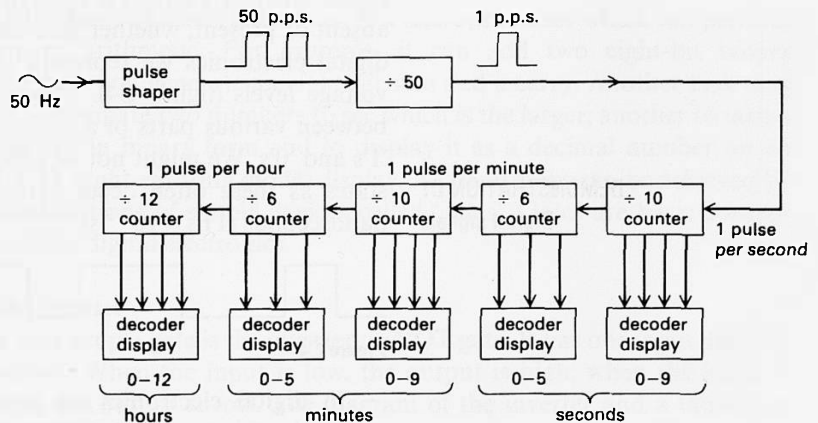 50 p.p.s.
1 p.p.s.
50 Hz
pulse
shaper
÷ 50
1 pulse per hour
1 pulse per minute
÷ 12
counter
÷ 6
counter
÷ 10
counter
÷ 6
counter
÷ 10
counter
1 pulse
per second
decoder
display
decoder
display
decoder
display
decoder
display
decoder
display
0–12
0–5
0–9
0–5
0–9
hours
minutes
seconds